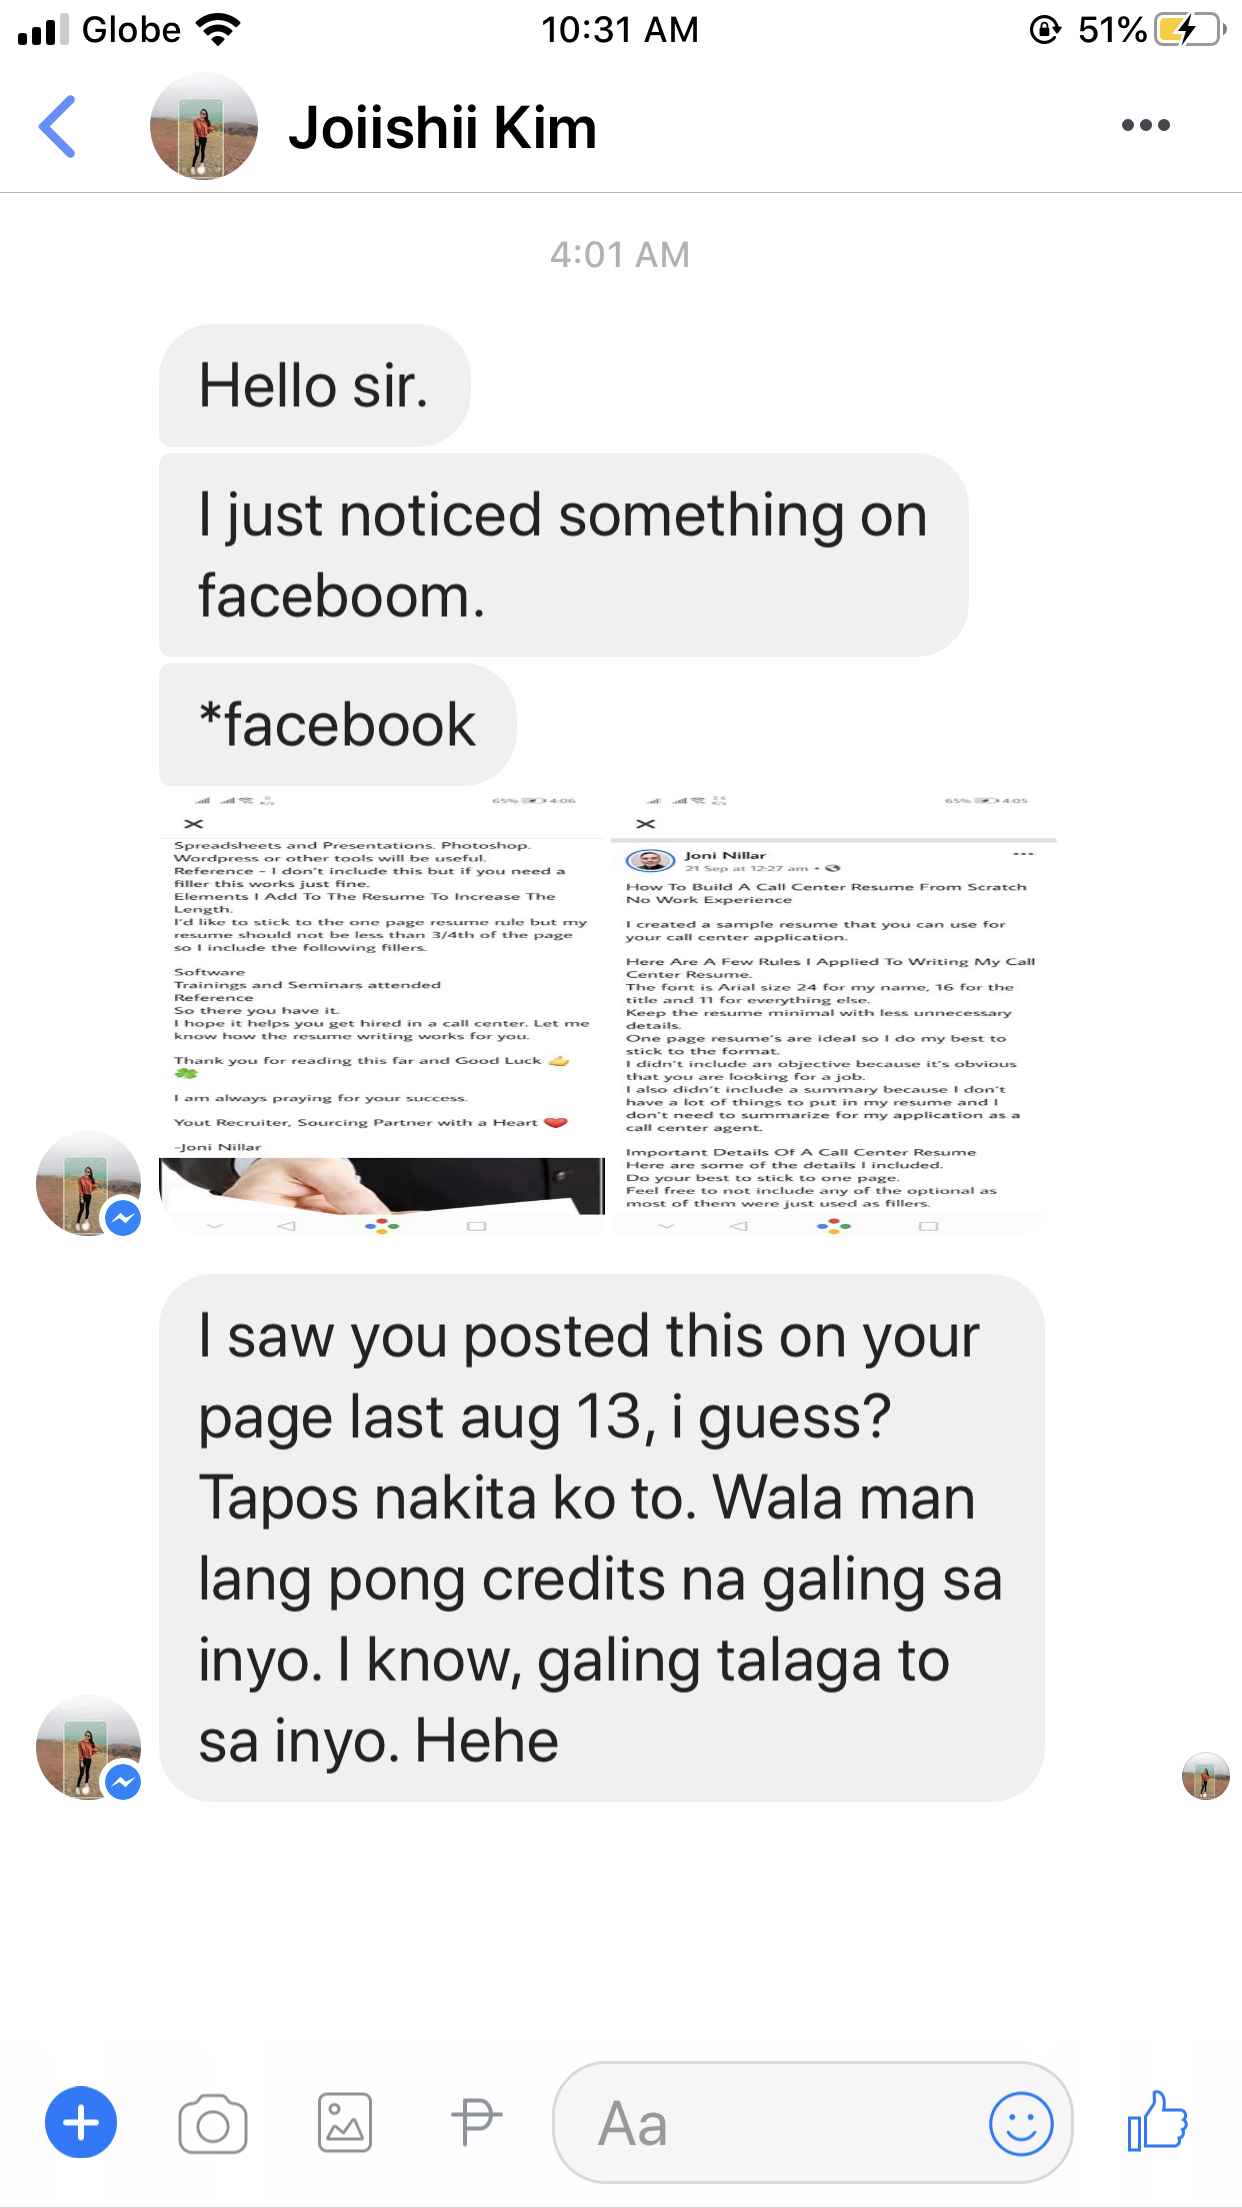 Globe
10:31 AM
51%
Joiishii Kim
4:01 AM
Hello sir.
I just noticed something on
faceboom.
*facebook
65% 4:06
Spreadsheets and Presentations. Photoshop.
Wordpress or other tools will be useful.
Reference – I don't include this but if you need a
filler this works just fine.
Elements I Add To The Resume To Increase The
Length.
I'd like to stick to the one page resume rule but my
resume should not be less than 3/4th of the page
so I include the following fillers.
Software
Trainings and Seminars attended
Reference
So there you have it.
I hope it helps you get hired in a call center. Let me
know how the resume writing works for you.
Thank you for reading this far and Good Luck
I am always praying for your success.
Yout Recruiter, Sourcing Partner with a Heart
-Joni Nillar
65% 4:05
Joni Nillar
21 Sep at 12:27 am
How To Build A Call Center Resume From Scratch
No Work Experience
I created a sample resume that you can use for
your call center application.
Here Are A Few Rules I Applied To Writing My Call
Center Resume.
The font is Arial size 24 for my name, 16 for the
title and 11 for everything else.
Keep the resume minimal with less unnecessary
details.
One page resume's are ideal so I do my best to
stick to the format.
I didn't include an objective because it's obvious
that you are looking for a job.
I also didn't include a summary because I don't
have a lot of things to put in my resume and I
don't need to summarize for my application as a
call center agent.
Important Details Of A Call Center Resume
Here are some of the details I included.
Do your best to stick to one page.
Feel free to not include any of the optional as
most of them were just used as fillers.
I saw you posted this on your
page last aug 13, i guess?
Tapos nakita ko to. Wala man
lang pong credits na galing sa
inyo. I know, galing talaga to
sa inyo. Hehe
Aa